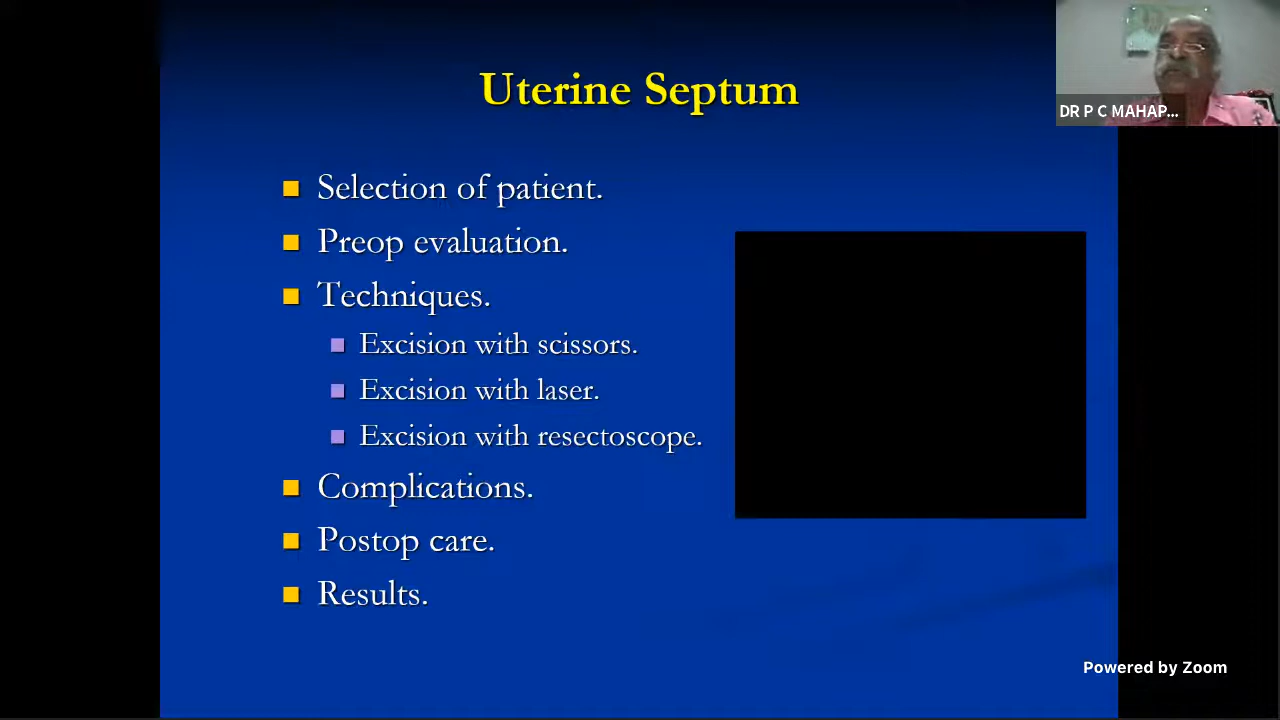 Uterine Septum
DR P C MAHAP...
Selection of patient.
Preop evaluation.
Techniques.
Excision with scissors.
Excision with laser.
Excision with resectoscope.
Complications.
Postop care.
Results.
Powered by Zoom